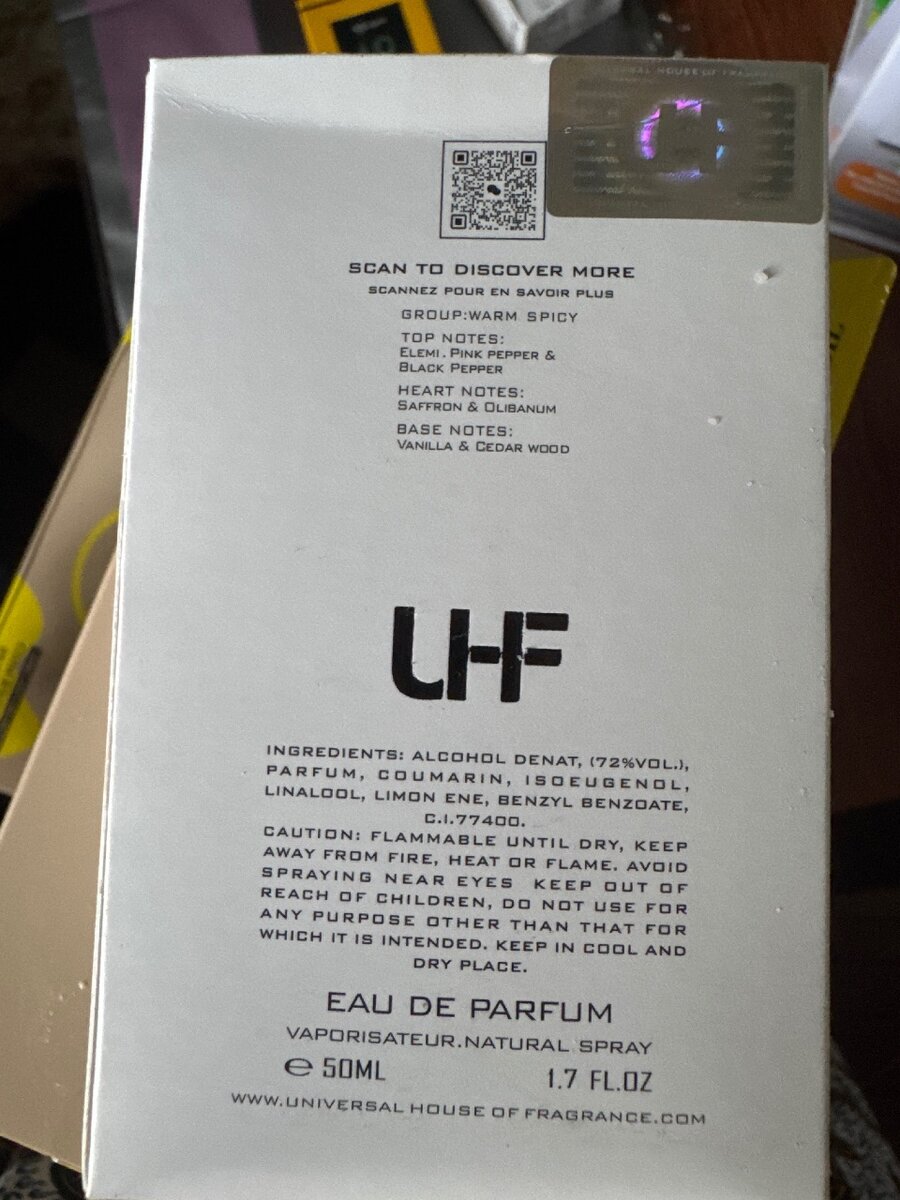 SCAN TO DISCOVER MORE
SCANNEZ POUR EN SAVOIR PLUS
GROUP:WARM SPICY
TOP NOTES:
ELEMI. PINK PEPPER &
BLACK PEPPER
HEART NOTES:
SAFFRON & OLIBANUM
BASE NOTES:
VANILLA & CEDAR WOOD
UHF
INGREDIENTS: ALCOHOL DENAT, (72%VOL.),
PARFUM, COUMARIN, ISOEUGENOL,
LINALOOL, LIMON ENE, BENZYL BENZOATE,
C.I.77400.
CAUTION: FLAMMABLE UNTIL DRY, KEEP
AWAY FROM FIRE, HEAT OR FLAME. AVOID
SPRAYING NEAR EYES KEEP OUT OF
REACH OF CHILDREN, DO NOT USE FOR
ANY PURPOSE OTHER THAN THAT FOR
WHICH IT IS INTENDED. KEEP IN COOL AND
DRY PLACE.
EAU DE PARFUM
VAPORISATEUR.NATURAL SPRAY
℮ 50ML 1.7 FL.OZ
WWW.UNIVERSAL HOUSE OF FRAGRANCE.COM